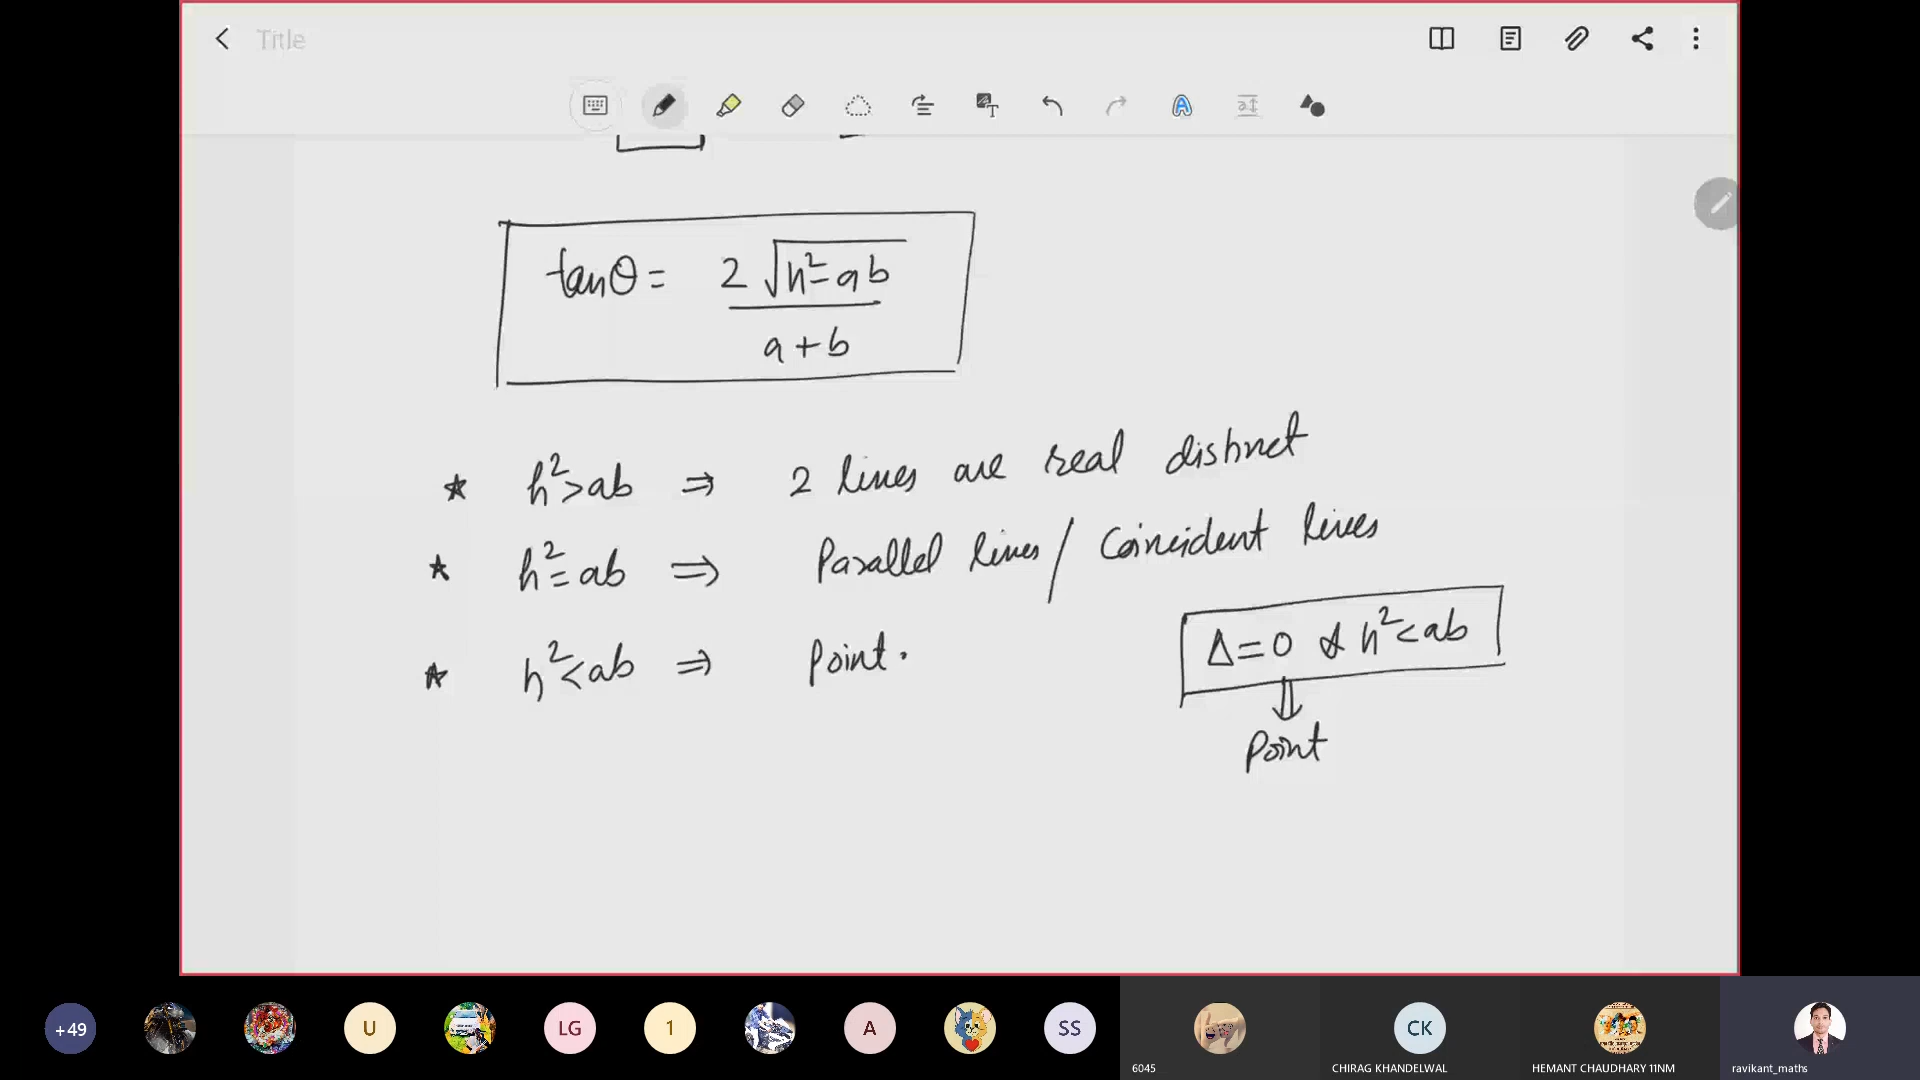 Title
tanθ = 2√(h²-ab) / a+b
★ h²>ab ⇒ 2 lines are real distinct
★ h²=ab ⇒ Parallel lines / Coincident lines
★ h²<ab ⇒ Point.
Δ=0 & h²<ab
⇓
Point
+49
U
LG
1
A
SS
CK
6045
CHIRAG KHANDELWAL
HEMANT CHAUDHARY 11NM
ravikant_maths